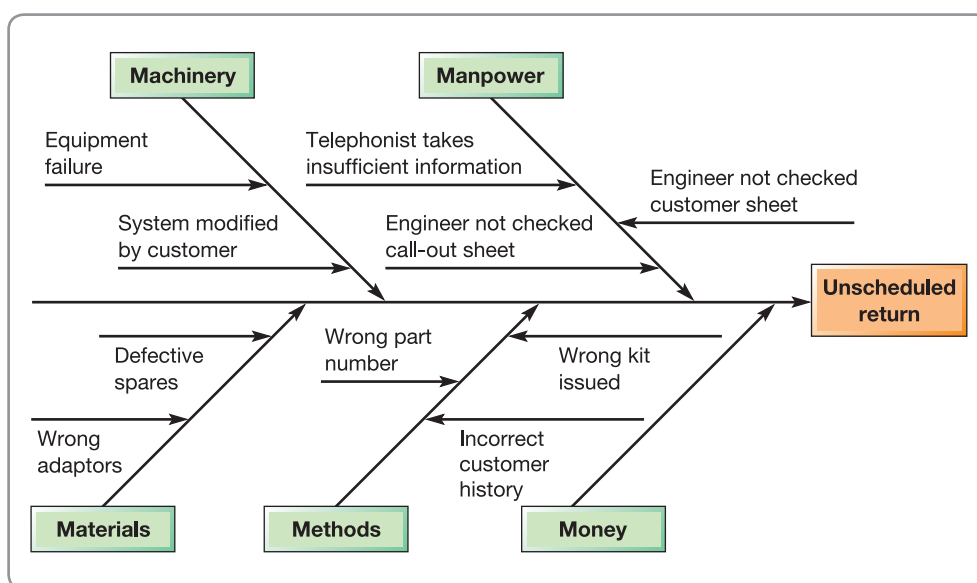 Machinery
Manpower
Equipment
failure
Telephonist takes
insufficient information
Engineer not checked
customer sheet
System modified
by customer
Engineer not checked
call-out sheet
Unscheduled
return
Defective
spares
Wrong part
number
Wrong kit
issued
Wrong
adaptors
Incorrect
customer
history
Materials
Methods
Money